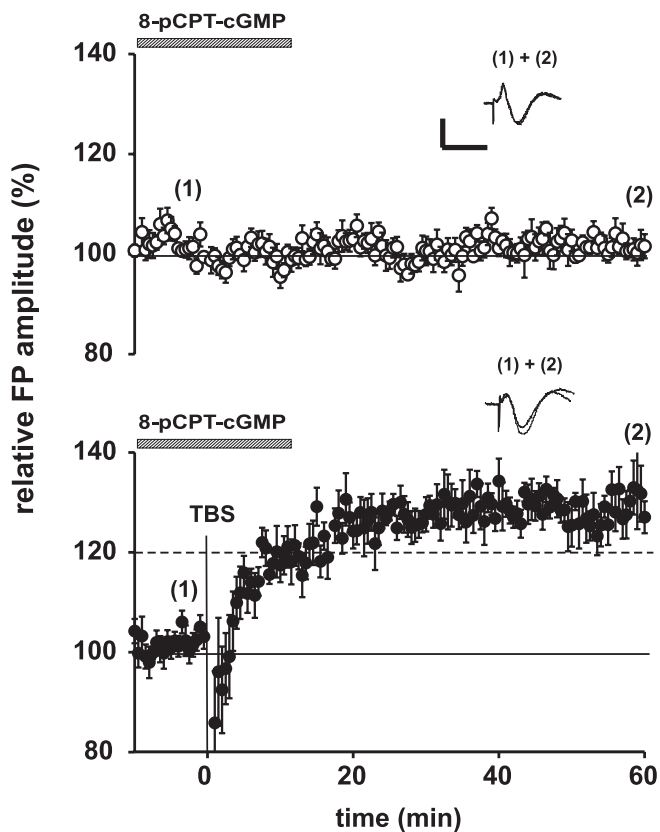 8-pCPT-cGMP
140
(1) + (2)
120
(1)
(2)
100
80
relative FP amplitude (%)
(1) + (2)
8-pCPT-cGMP
140
(2)
TBS
120
(1)
100
80
0
20
40
60
time (min)